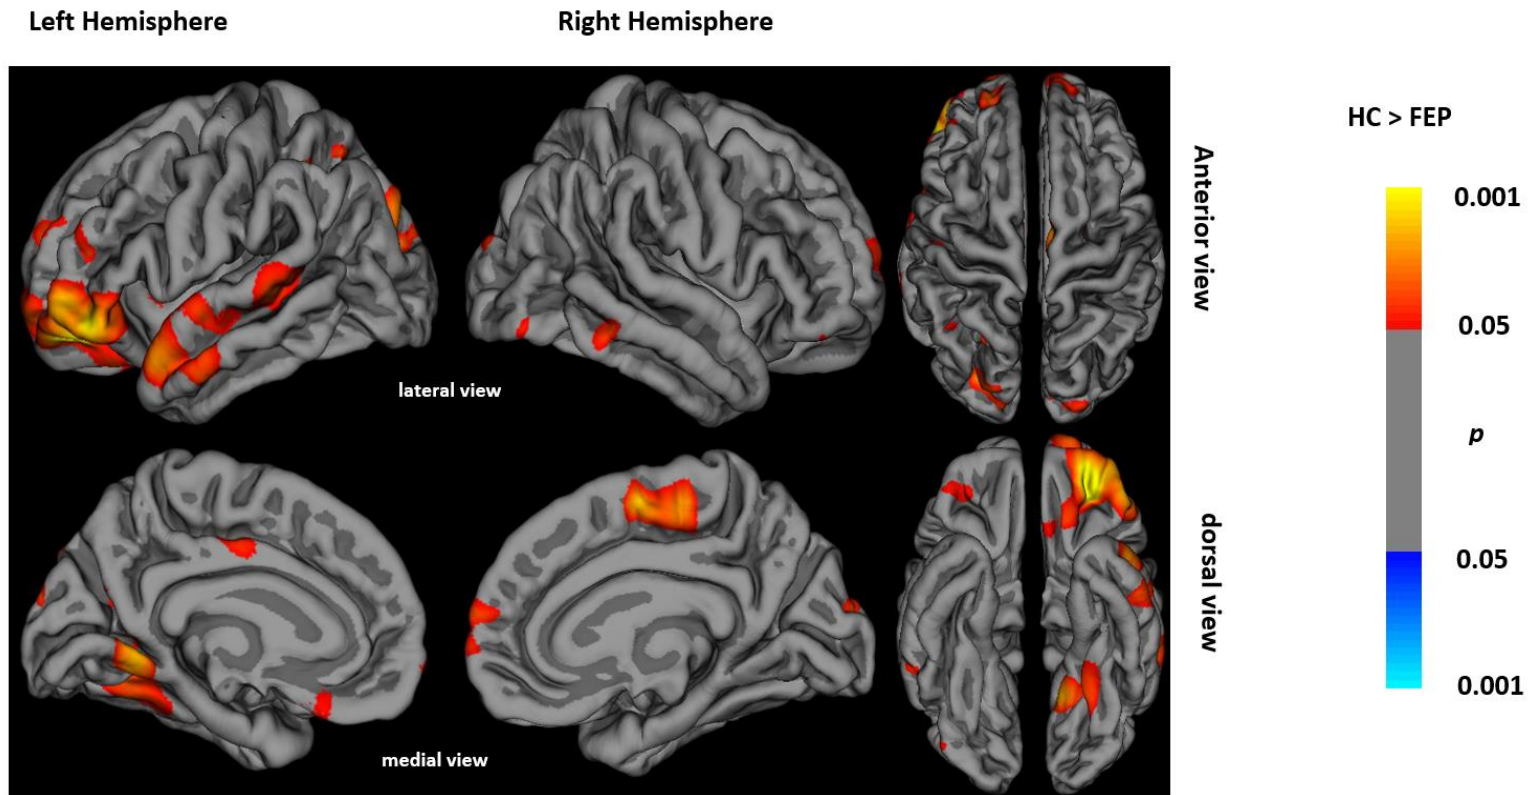 Left Hemisphere
Right Hemisphere
HC > FEP
Anterior view
0.001
0.05
lateral view
p
dorsal view
0.05
0.001
medial view